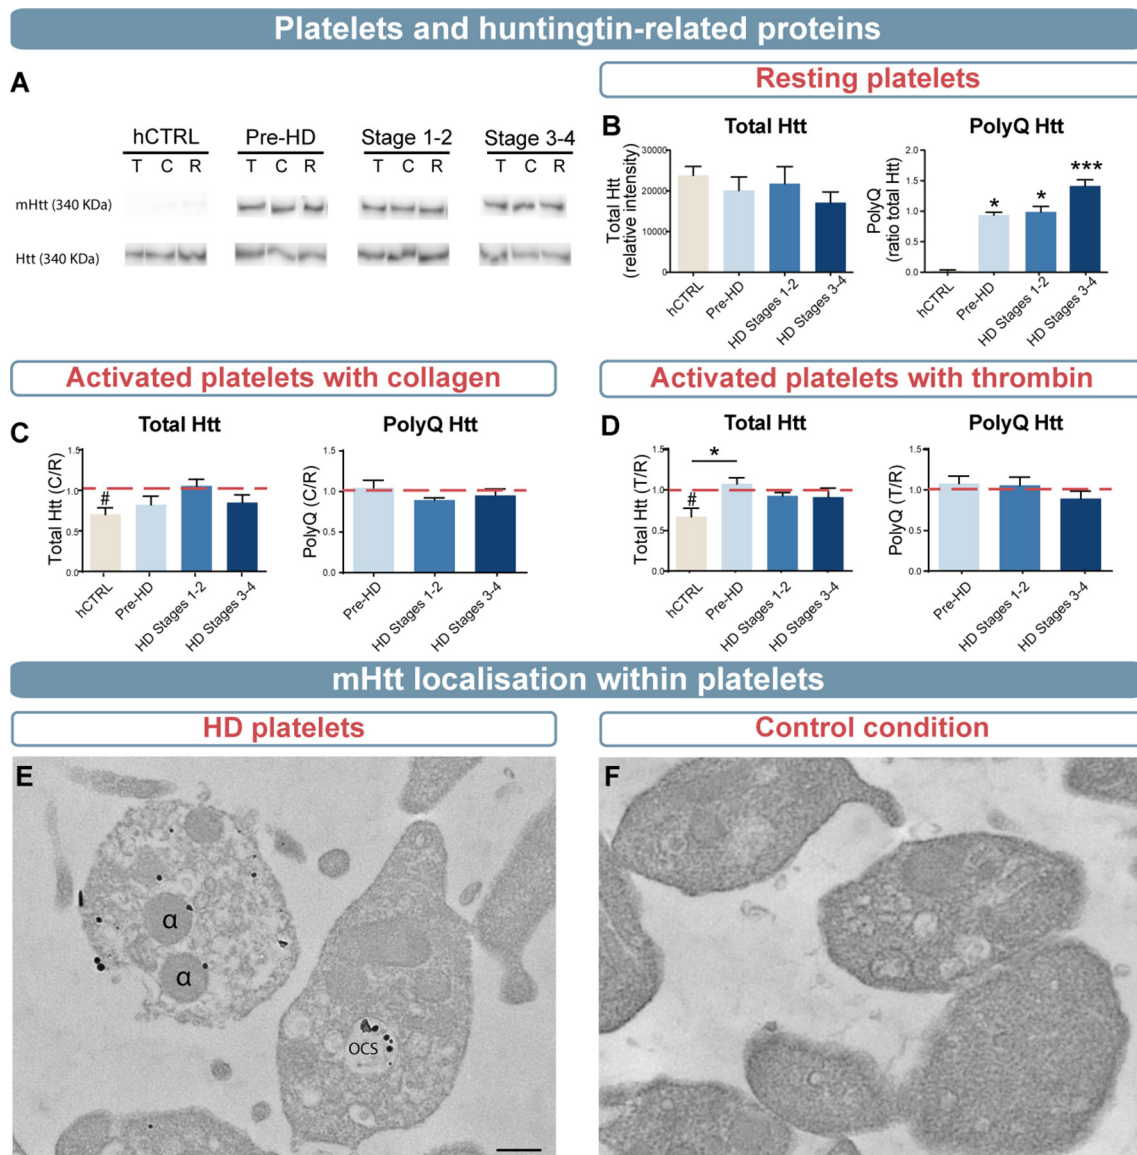 Platelets and huntingtin-related proteins
A
hCTRL Pre-HD Stage 1-2 Stage 3-4
T C R T C R T C R T C R
mHtt (340 KDa)
Htt (340 KDa)
Resting platelets
B
Total Htt
Total Htt
(relative intensity)
30000
20000
10000
0
hCTRL
Pre-HD
HD Stages 1-2
HD Stages 3-4
PolyQ Htt
PolyQ
(ratio total Htt)
2.0
1.5
1.0
0.5
0.0
* * ***
hCTRL
Pre-HD
HD Stages 1-2
HD Stages 3-4
Activated platelets with collagen
C
Total Htt
Total Htt (C/R)
1.5
1.0
0.5
0.0
#
hCTRL
Pre-HD
HD Stages 1-2
HD Stages 3-4
PolyQ Htt
PolyQ (C/R)
1.5
1.0
0.5
0.0
Pre-HD
HD Stages 1-2
HD Stages 3-4
Activated platelets with thrombin
D
Total Htt
Total Htt (T/R)
1.5
1.0
0.5
0.0
*
#
hCTRL
Pre-HD
HD Stages 1-2
HD Stages 3-4
PolyQ Htt
PolyQ (T/R)
1.5
1.0
0.5
0.0
Pre-HD
HD Stages 1-2
HD Stages 3-4
mHtt localisation within platelets
HD platelets
E
α
α
OCS
Control condition
F